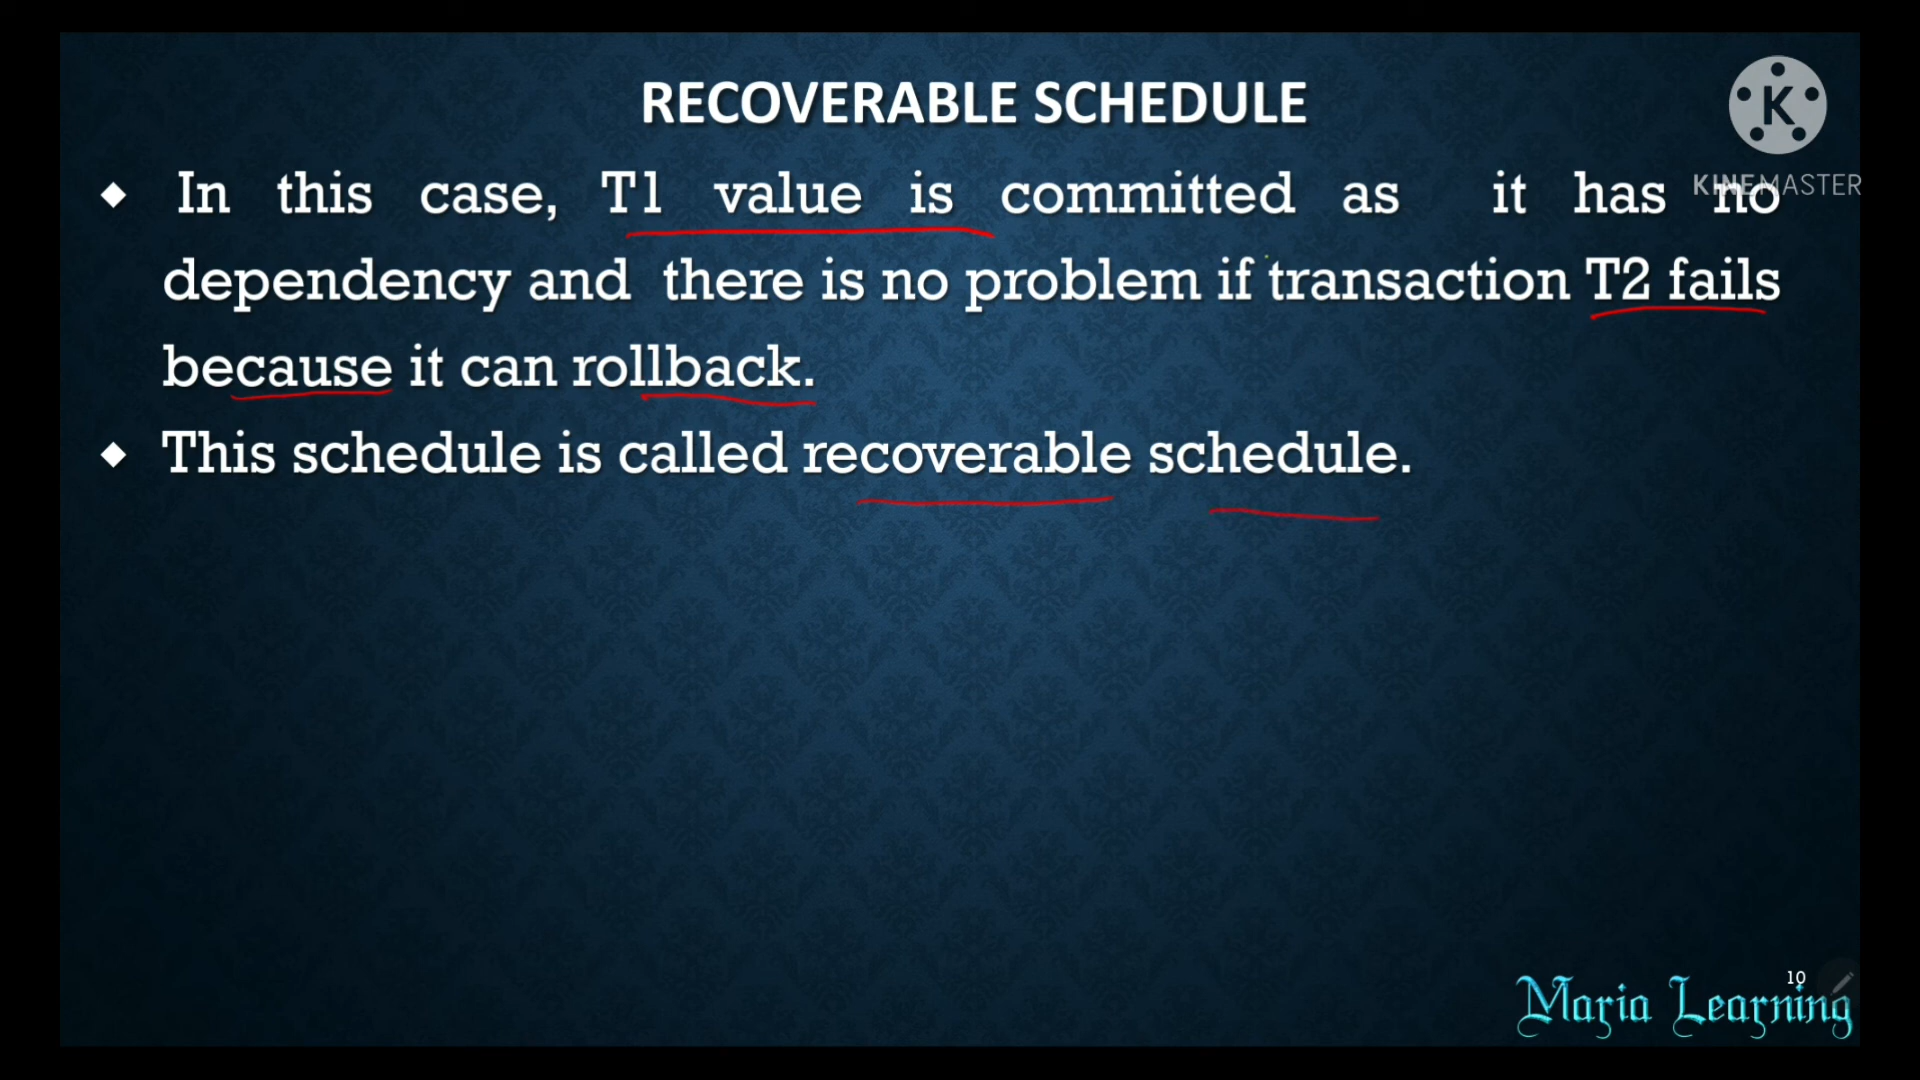 RECOVERABLE SCHEDULE
K
KINEMASTER
◆ In this case, T1 value is committed as it has no
dependency and there is no problem if transaction T2 fails
because it can rollback.
◆ This schedule is called recoverable schedule.
10
Maria Learning